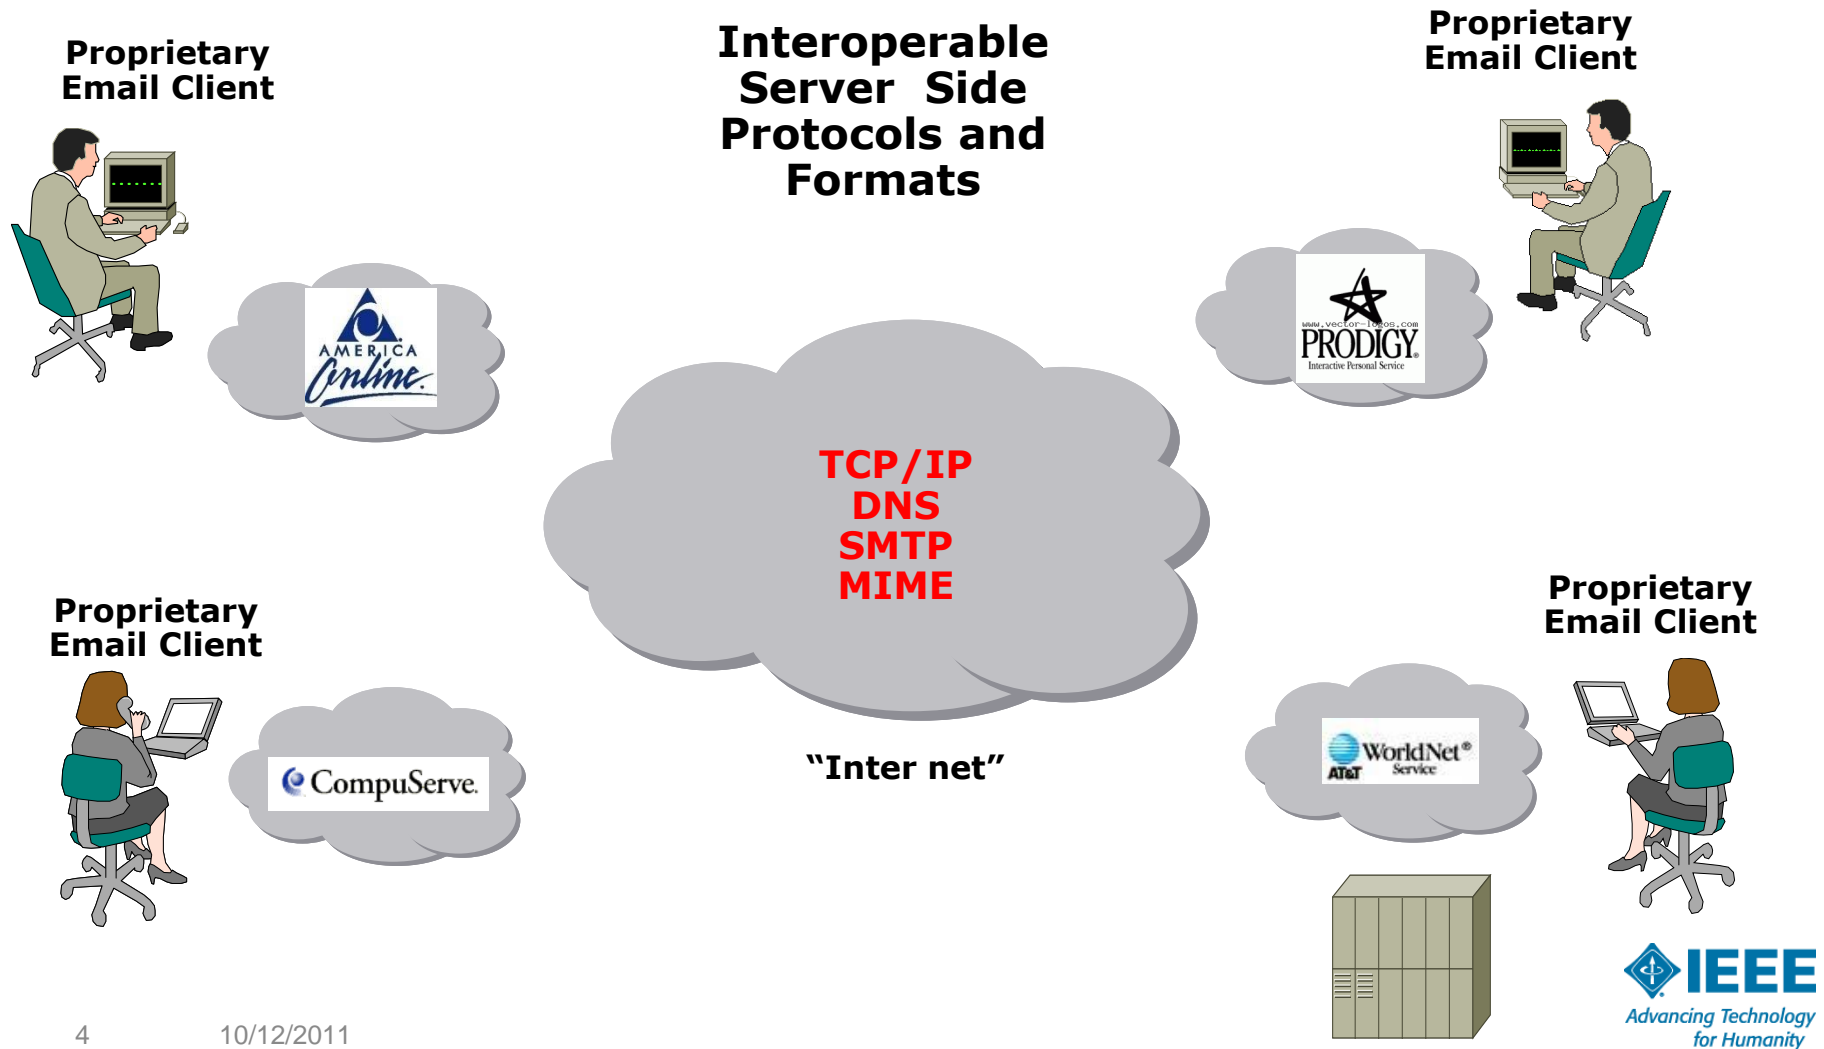 Proprietary
Email Client
Interoperable
Server Side
Protocols and
Formats
Proprietary
Email Client
AMERICA
Online.
www.vector-logos.com
PRODIGY®
Interactive Personal Service
TCP/IP
DNS
SMTP
MIME
Proprietary
Email Client
Proprietary
Email Client
CompuServe.
“Inter net”
AT&T
WorldNet®
Service
IEEE
Advancing Technology
for Humanity
4
10/12/2011